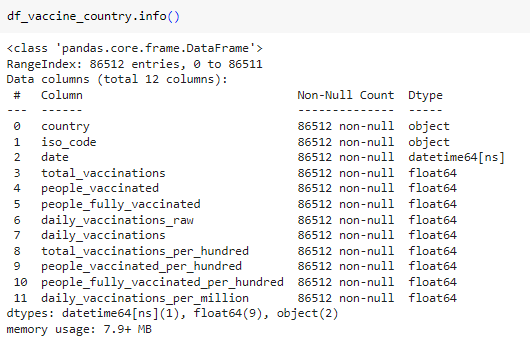 df_vaccine_country.info()
<class 'pandas.core.frame.DataFrame'>
RangeIndex: 86512 entries, 0 to 86511
Data columns (total 12 columns):
 #   Column                               Non-Null Count  Dtype
---  ------                               --------------  -----
 0   country                              86512 non-null  object
 1   iso_code                             86512 non-null  object
 2   date                                 86512 non-null  datetime64[ns]
 3   total_vaccinations                   86512 non-null  float64
 4   people_vaccinated                    86512 non-null  float64
 5   people_fully_vaccinated              86512 non-null  float64
 6   daily_vaccinations_raw               86512 non-null  float64
 7   daily_vaccinations                   86512 non-null  float64
 8   total_vaccinations_per_hundred       86512 non-null  float64
 9   people_vaccinated_per_hundred        86512 non-null  float64
 10  people_fully_vaccinated_per_hundred  86512 non-null  float64
 11  daily_vaccinations_per_million       86512 non-null  float64
dtypes: datetime64[ns](1), float64(9), object(2)
memory usage: 7.9+ MB